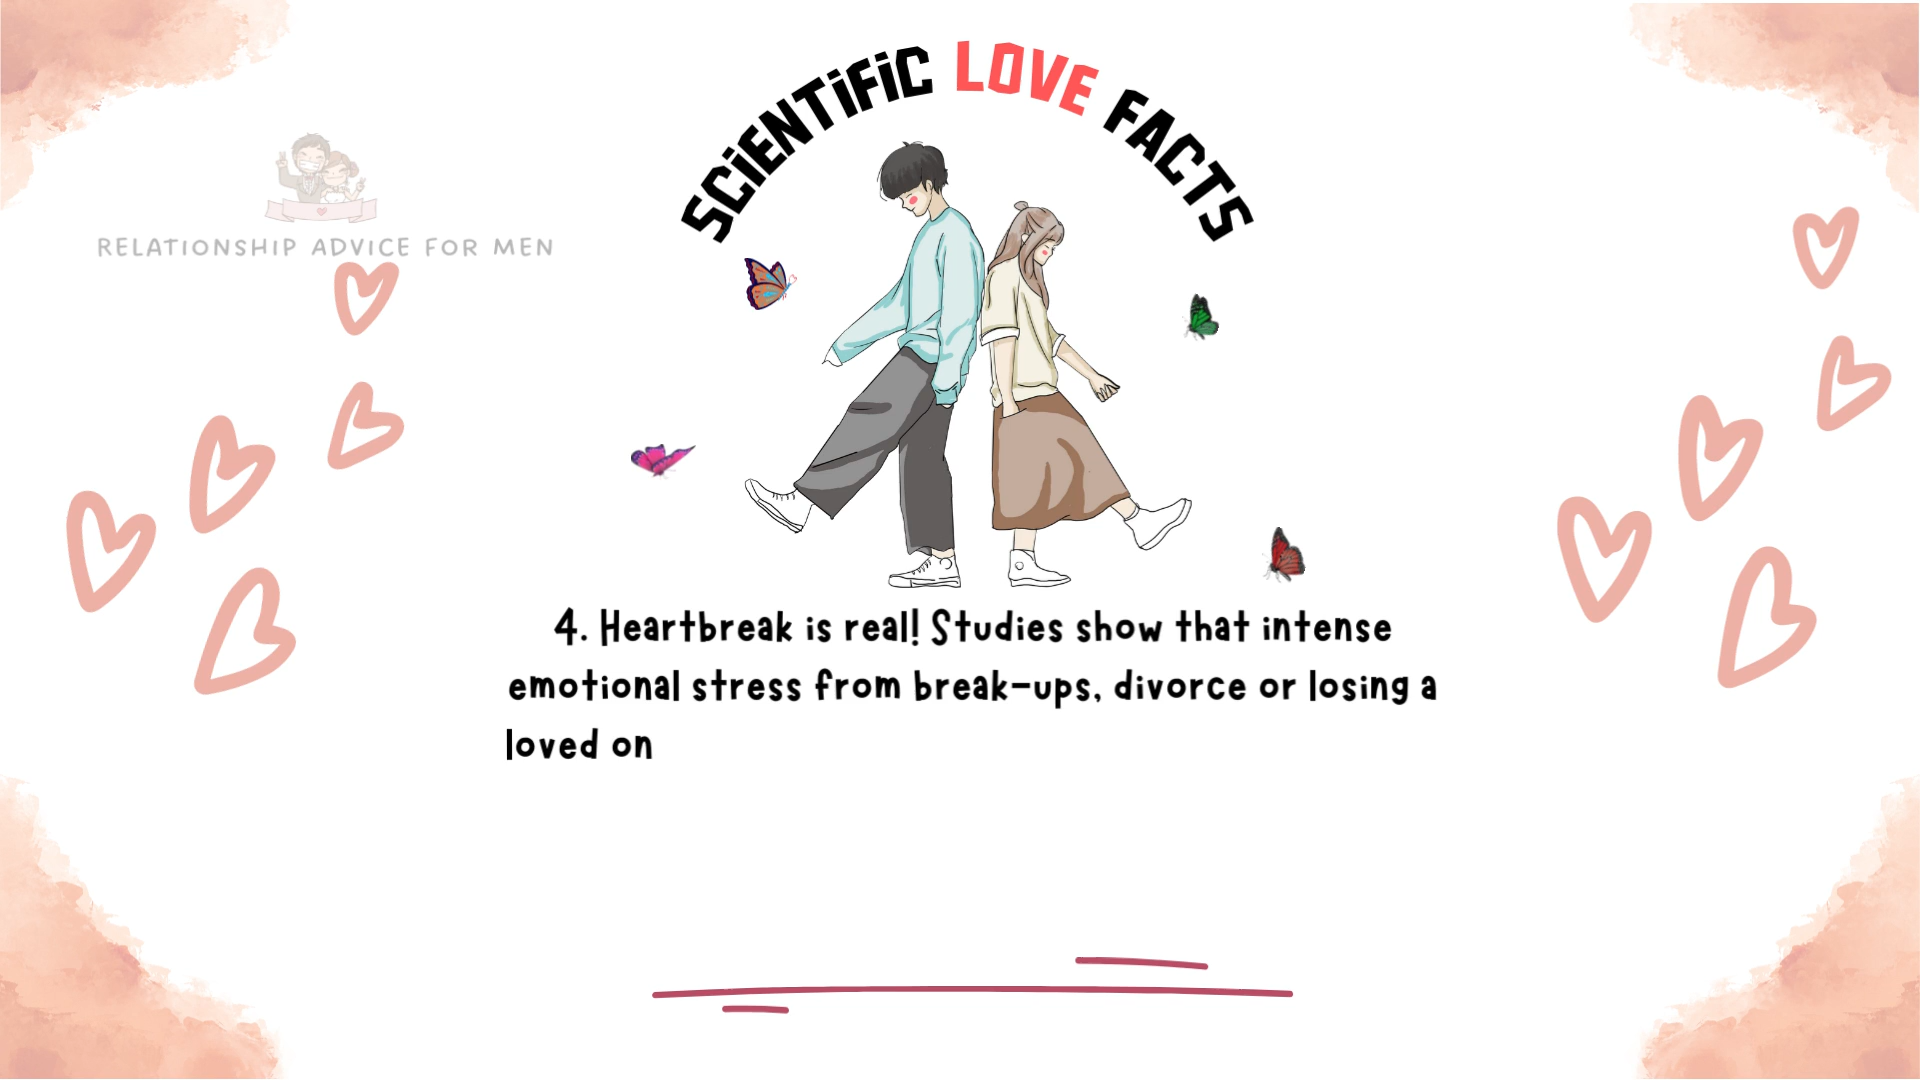 SCIENTIFIC LOVE FACTS
RELATIONSHIP ADVICE FOR MEN
4. Heartbreak is real! Studies show that intense
emotional stress from break-ups, divorce or losing a
loved on